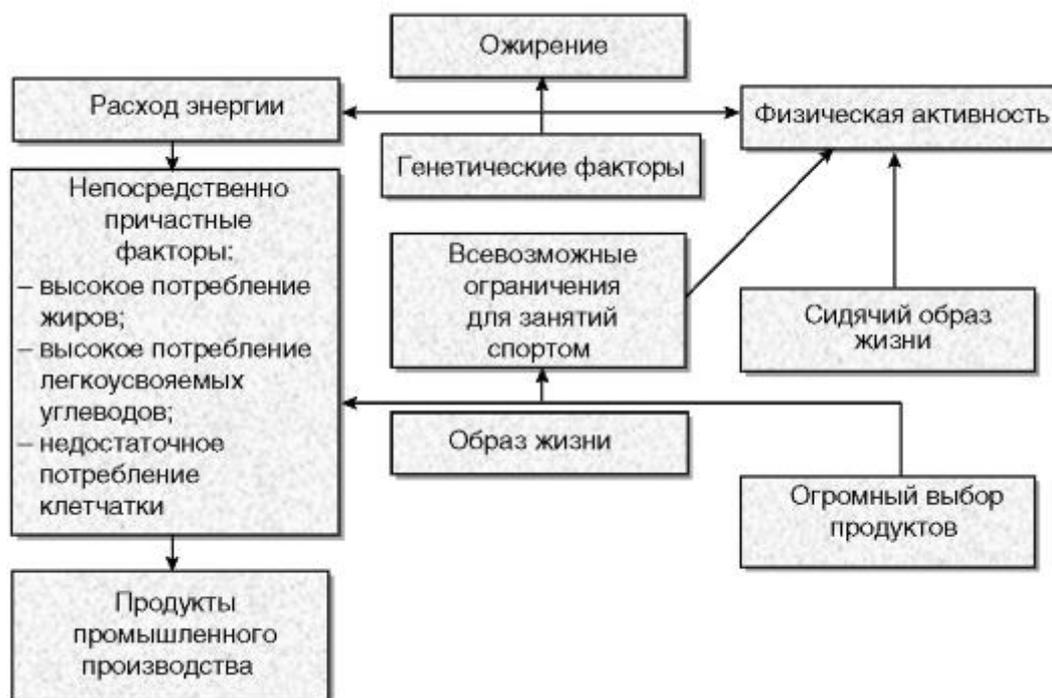 Ожирение
Расход энергии
Физическая активность
Генетические факторы
Непосредственно
причастные
факторы:
– высокое потребление
жиров;
– высокое потребление
легкоусвояемых
углеводов;
– недостаточное
потребление
клетчатки
Всевозможные
ограничения
для занятий
спортом
Сидячий образ
жизни
Образ жизни
Огромный выбор
продуктов
Продукты
промышленного
производства